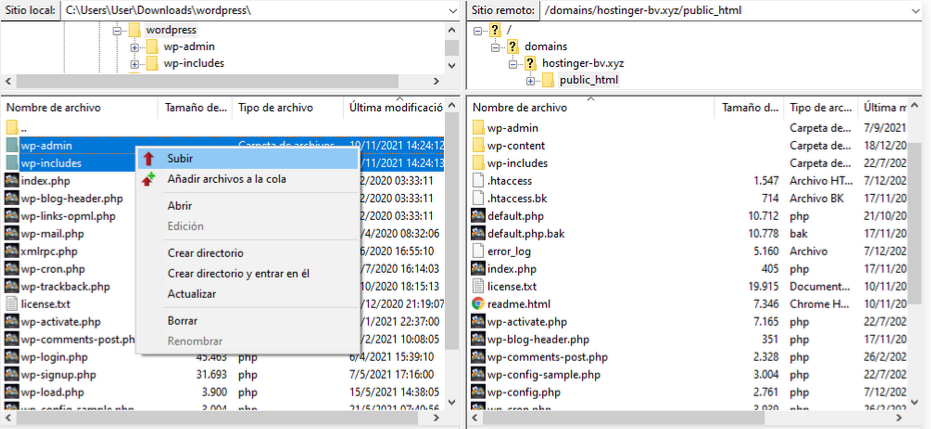 Sitio local: C:\Users\User\Downloads\wordpress\
wordpress
wp-admin
wp-includes
Nombre de archivo Tamaño de... Tipo de archivo Última modificació
..
wp-admin Carpeta de archivos 10/11/2021 14:24:12
wp-includes /11/2021 14:24:13
index.php /2/2020 03:33:11
wp-blog-header.php /2/2020 03:33:11
wp-links-opml.php /2/2020 03:33:11
wp-mail.php /4/2020 08:32:06
xmlrpc.php /6/2020 16:55:10
wp-cron.php /7/2020 16:14:03
wp-trackback.php /10/2020 18:15:13
license.txt /12/2020 21:19:07
wp-activate.php /1/2021 22:37:00
wp-comments-post.php /2/2021 10:08:05
wp-login.php 45.463 php 6/4/2021 15:39:10
wp-signup.php 31.693 php 7/5/2021 17:16:00
wp-load.php 3.900 php 15/5/2021 14:38:05
wp-config-sample.php 3.004 php 21/5/2021 07:40:56
Subir
Añadir archivos a la cola
Abrir
Edición
Crear directorio
Crear directorio y entrar en él
Actualizar
Borrar
Renombrar
Sitio remoto: /domains/hostinger-bv.xyz/public_html
/
domains
hostinger-bv.xyz
public_html
Nombre de archivo Tamaño d... Tipo de arc... Última m
wp-admin Carpeta de... 7/9/2021
wp-content Carpeta de... 18/12/20
wp-includes Carpeta de... 22/7/202
.htaccess 1.547 Archivo HT... 7/12/202
.htaccess.bk 714 Archivo BK 17/11/20
default.php 10.712 php 21/10/20
default.php.bak 10.778 bak 17/11/20
error_log 5.160 Archivo 7/12/202
index.php 405 php 17/11/20
license.txt 19.915 Document... 10/11/20
readme.html 7.346 Chrome H... 10/11/20
wp-activate.php 7.165 php 22/7/202
wp-blog-header.php 351 php 17/11/20
wp-comments-post.php 2.328 php 26/2/202
wp-config-sample.php 3.004 php 22/7/202
wp-config.php 2.761 php 7/12/202
wp-cron.php 3.939 php 26/2/202